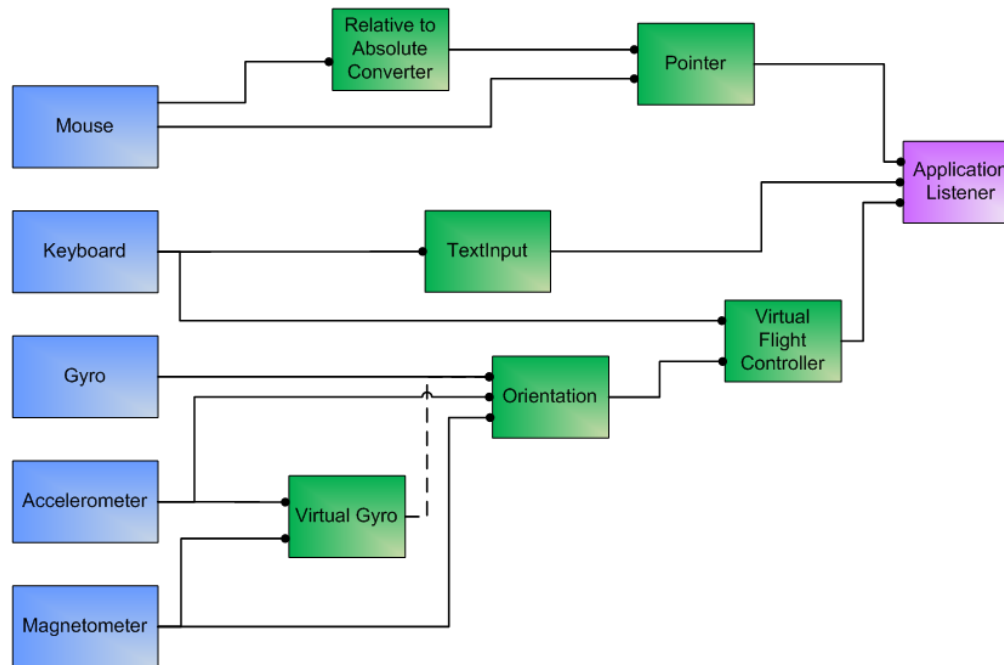 Relative to
Absolute
Converter
Pointer
Mouse
Application
Listener
Keyboard
TextInput
Virtual
Flight
Controller
Gyro
Orientation
Accelerometer
Virtual Gyro
Magnetometer